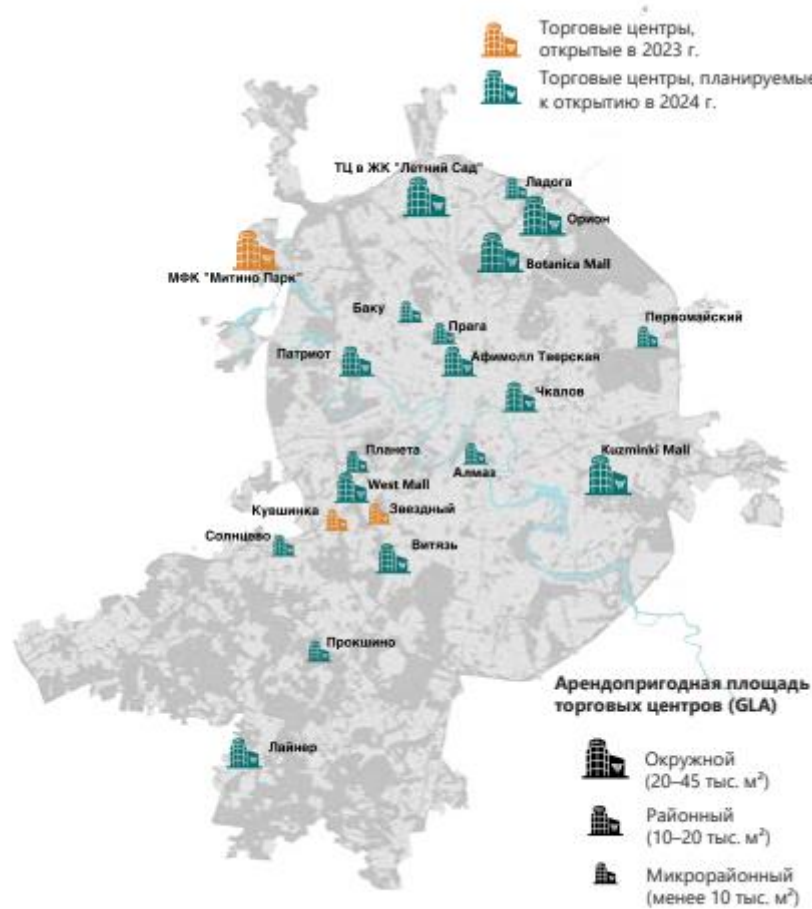 Торговые центры,
открытые в 2023 г.
Торговые центры, планируемые
к открытию в 2024 г.
ТЦ в ЖК "Летний Сад"
Ладога
Орион
Botanica Mall
МФК "Митино Парк"
Баку
Прага
Первомайский
Патриот
Афимолл Тверская
Чкалов
Планета
Алмаз
Kuzminki Mall
West Mall
Кувшинка
Звездный
Солнцево
Витязь
Прокшино
Лайнер
Арендопригодная площадь
торговых центров (GLA)
Окружной
(20–45 тыс. м²)
Районный
(10–20 тыс. м²)
Микрорайонный
(менее 10 тыс. м²)